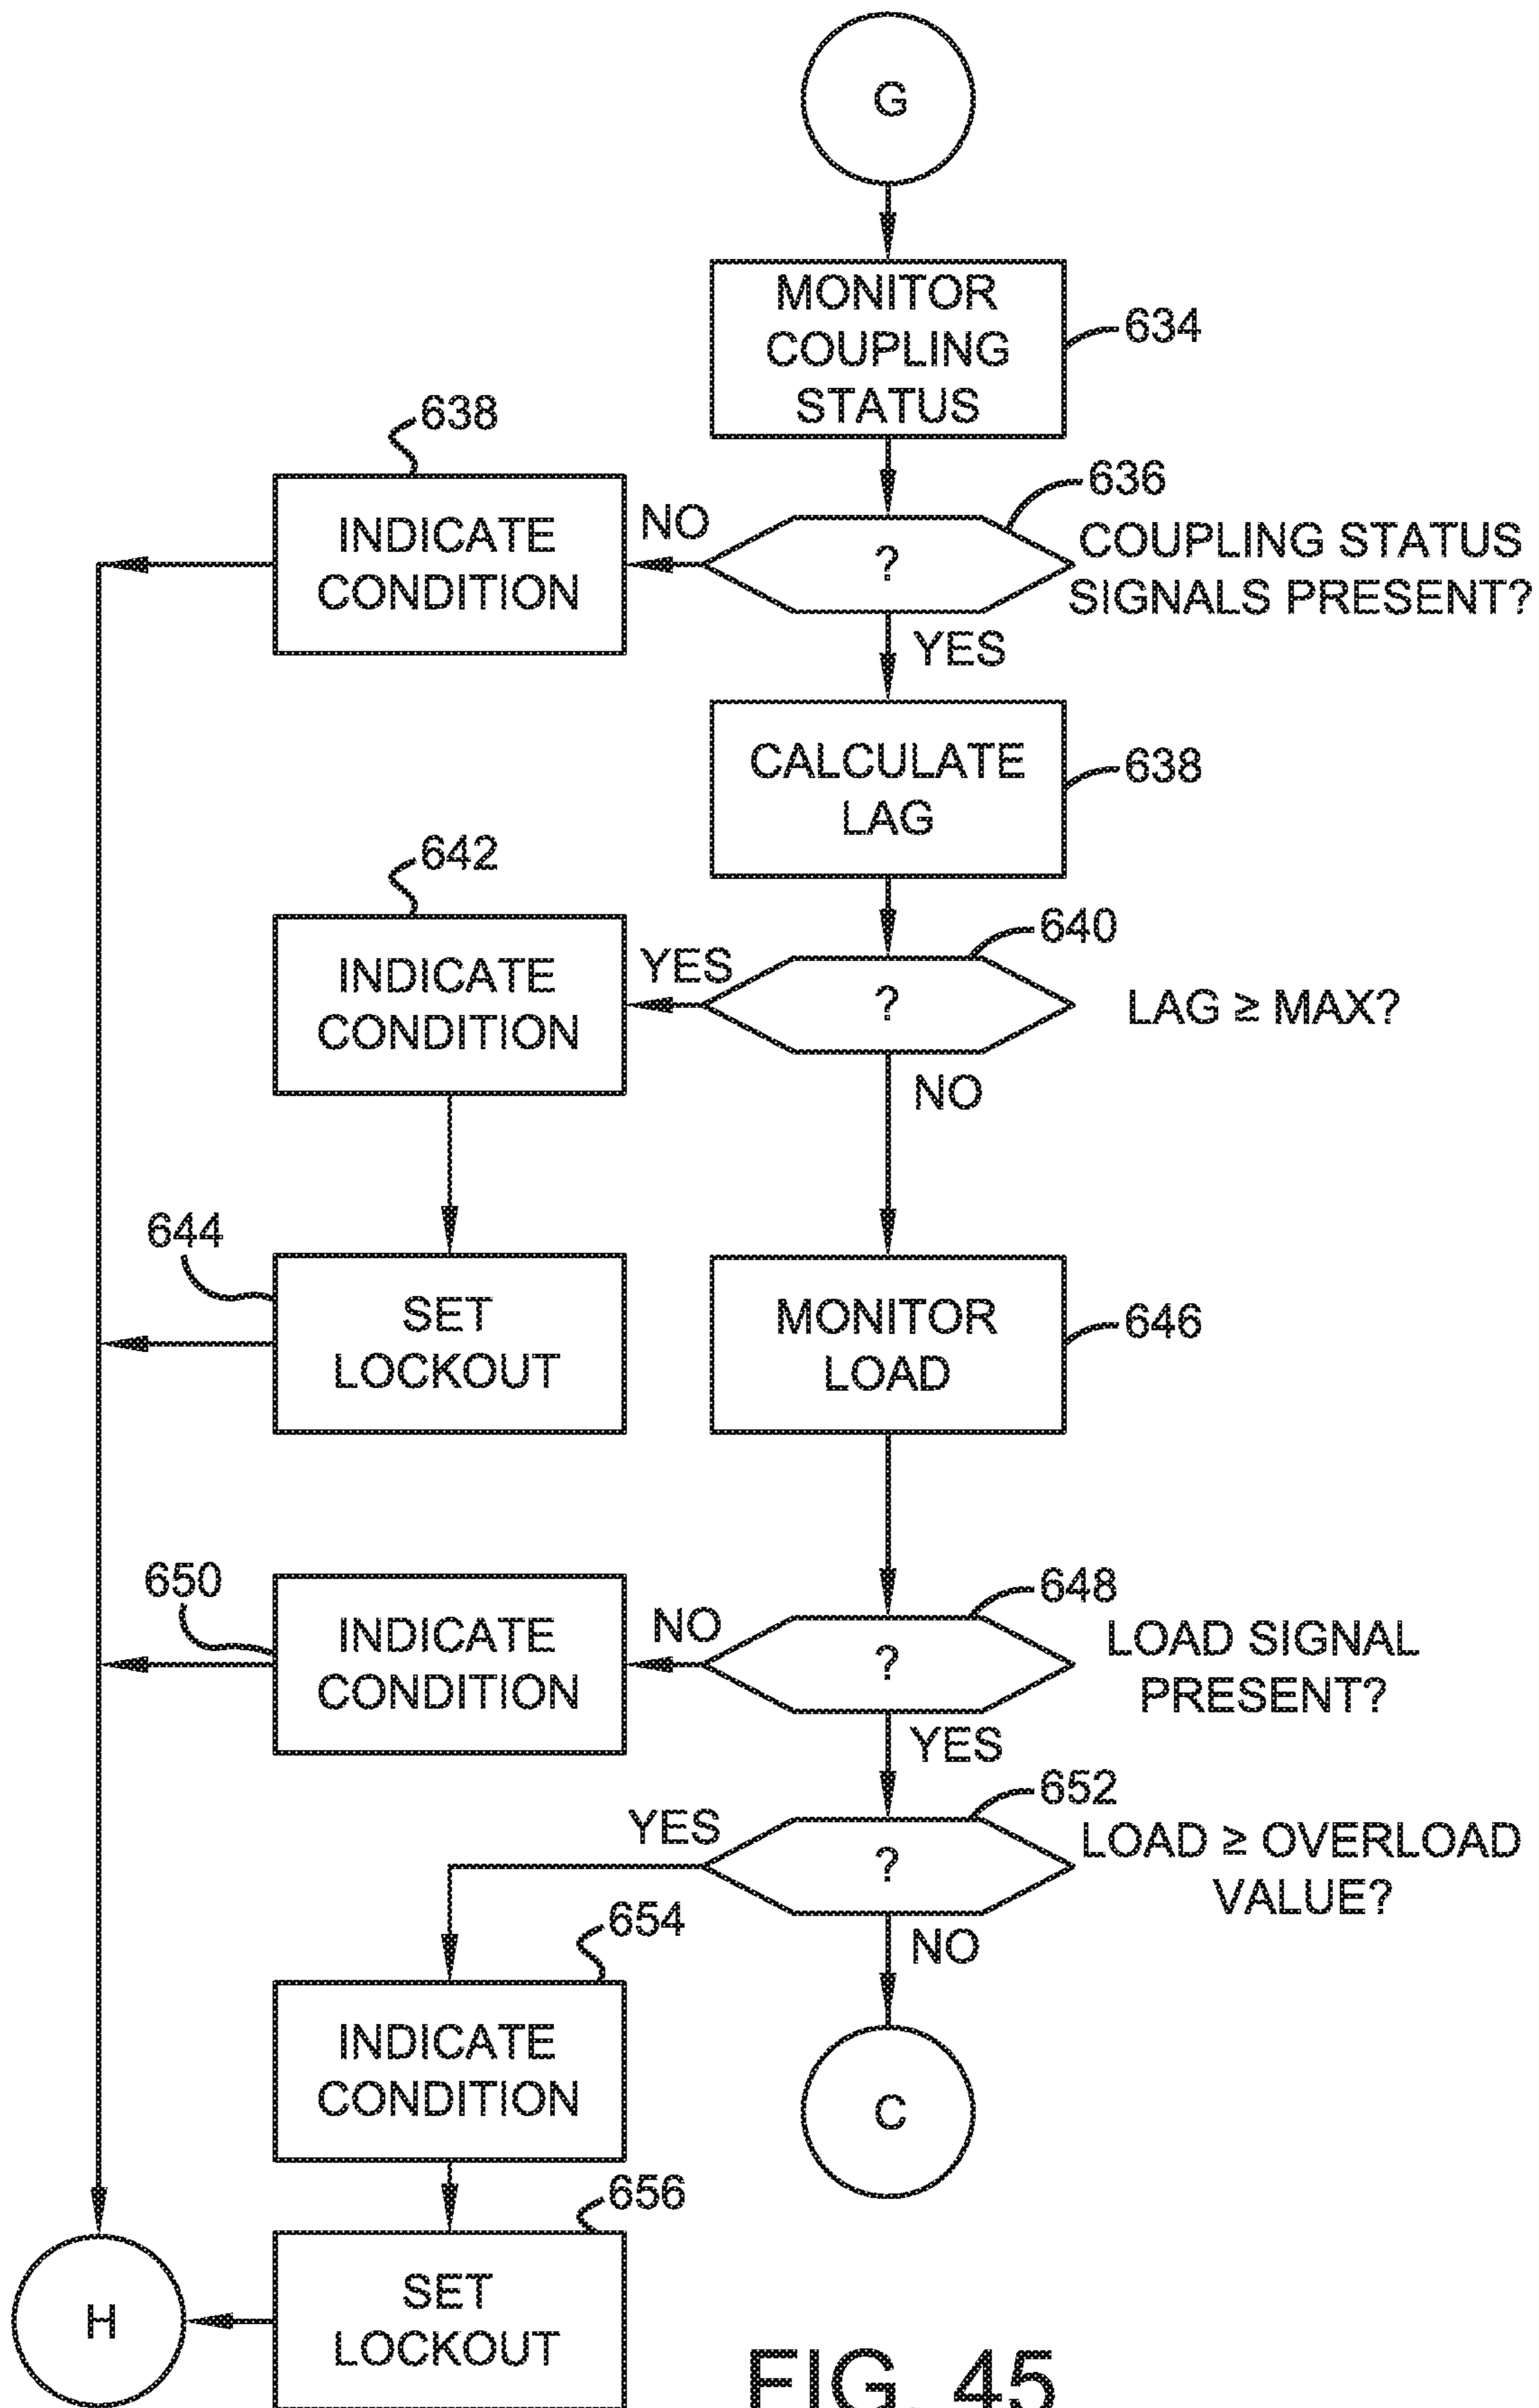 G
MONITOR
COUPLING
STATUS
634
638
636
INDICATE
CONDITION
NO
?
COUPLING STATUS
SIGNALS PRESENT?
YES
CALCULATE
LAG
638
642
640
INDICATE
CONDITION
YES
?
LAG ≥ MAX?
NO
644
SET
LOCKOUT
MONITOR
LOAD
646
650
INDICATE
CONDITION
NO
648
?
LOAD SIGNAL
PRESENT?
YES
652
YES
?
LOAD ≥ OVERLOAD
VALUE?
NO
654
INDICATE
CONDITION
C
656
H
SET
LOCKOUT
FIG. 45